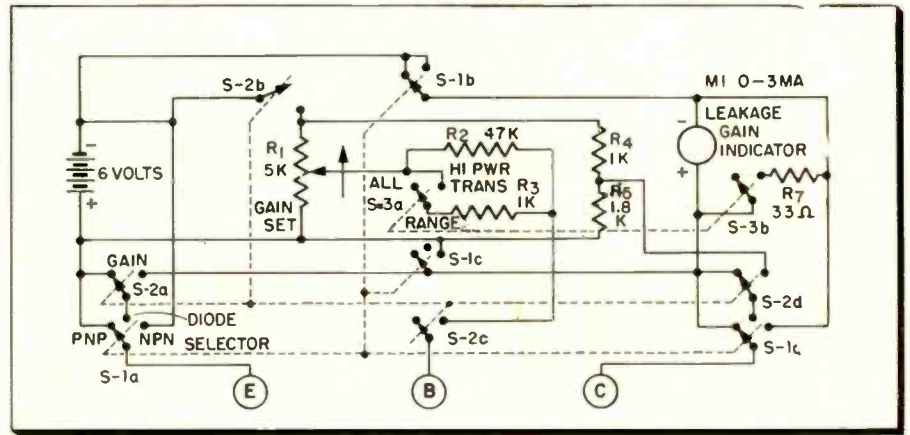 S-2b
S-1b
M1 0-3MA
LEAKAGE
GAIN
INDICATOR
-
+
-
6 VOLTS
+
R1
5K
GAIN
SET
R2 47K
HI PWR
TRANS
ALL
S-3a
RANGE
R3
1K
R4
1K
R5
1.8
K
R7
33Ω
S-3b
GAIN
S-2a
S-1c
S-2d
DIODE
SELECTOR
PNP
NPN
S-1a
S-2c
E
B
C